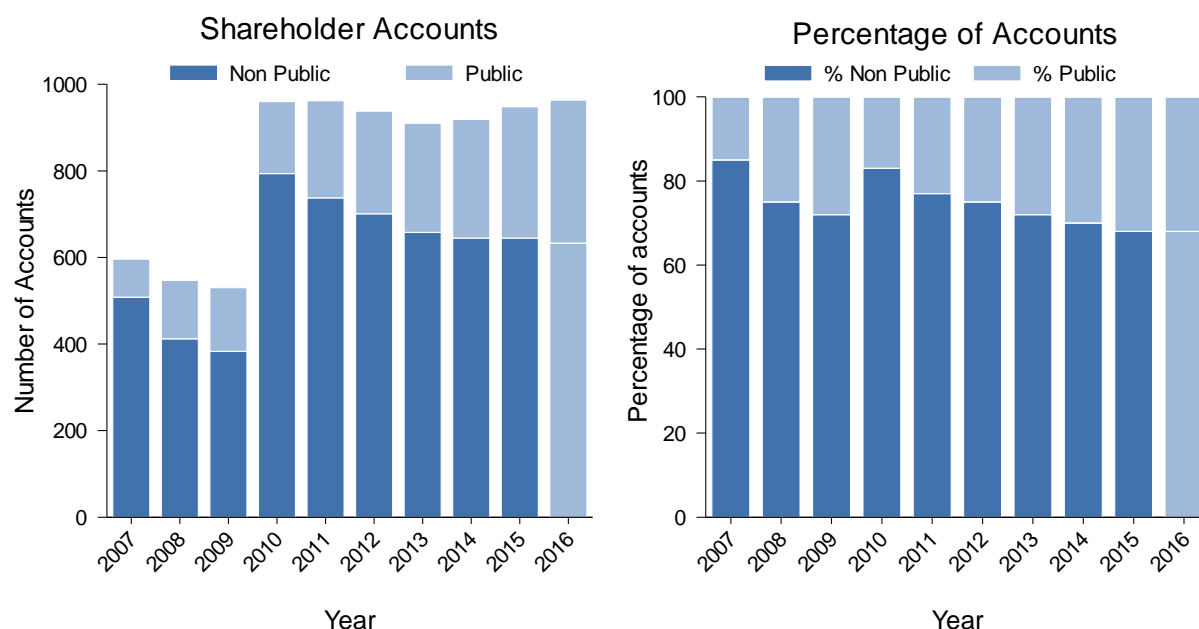 Shareholder Accounts
Non Public Public
Number of Accounts
1000
800
600
400
200
0
2007 2008 2009 2010 2011 2012 2013 2014 2015 2016
Year
Percentage of Accounts
% Non Public % Public
Percentage of accounts
100
80
60
40
20
0
2007 2008 2009 2010 2011 2012 2013 2014 2015 2016
Year